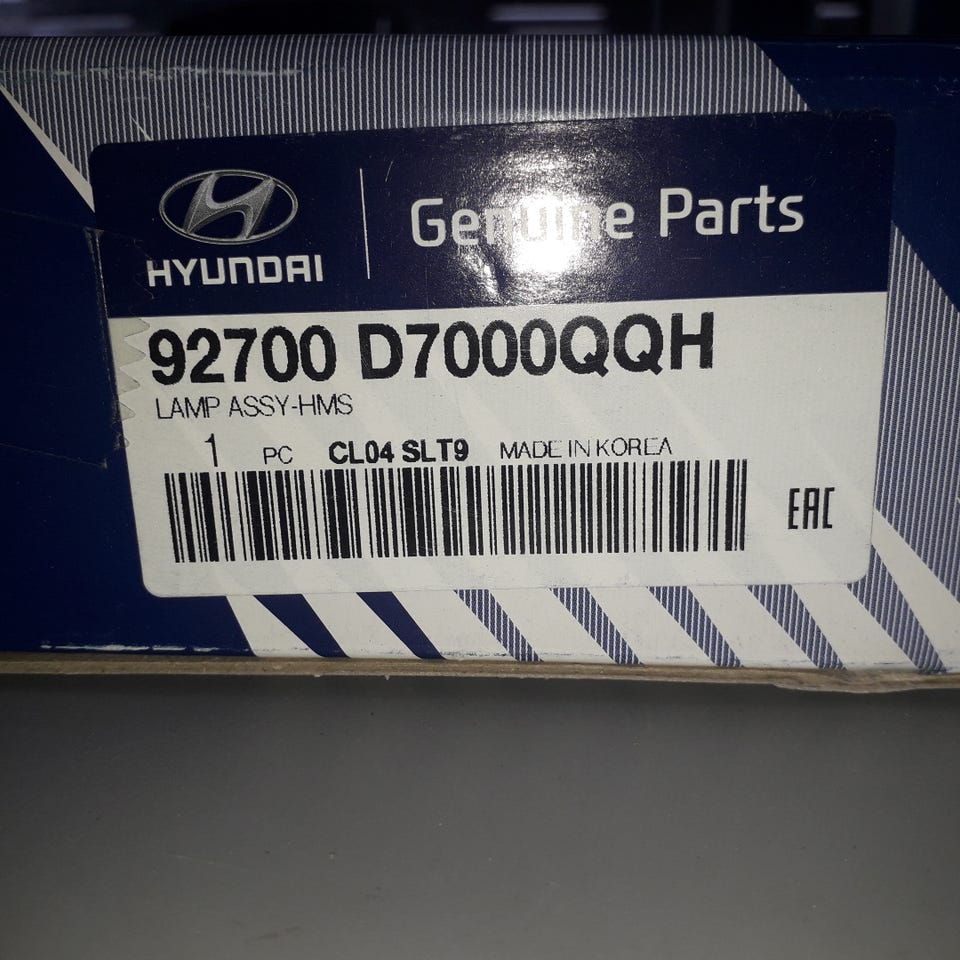 HYUNDAI
Genuine Parts
92700 D7000QQH
LAMP ASSY-HMS
1 PC CL04 SLT9 MADE IN KOREA
EAC